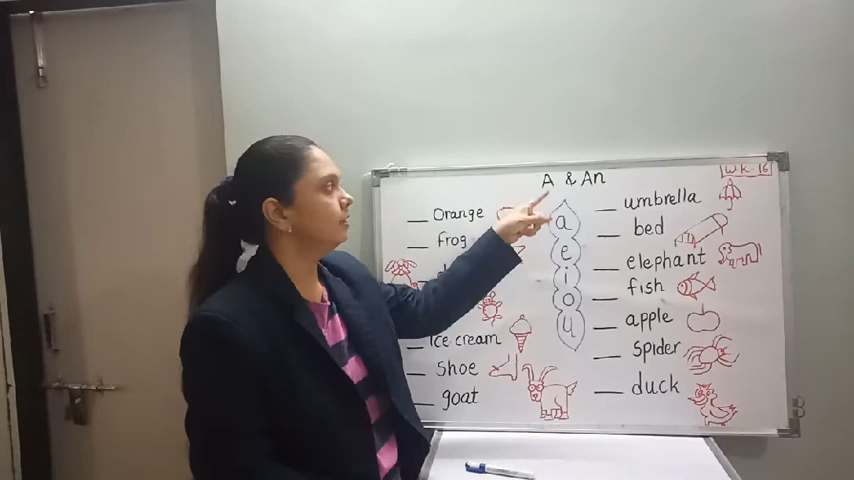 A & An
WK-16
__ Orange
__ Frog
__ Ice cream
__ Shoe
__ goat
a
e
i
o
u
__ umbrella
__ bed
__ elephant
__ fish
__ apple
__ spider
__ duck